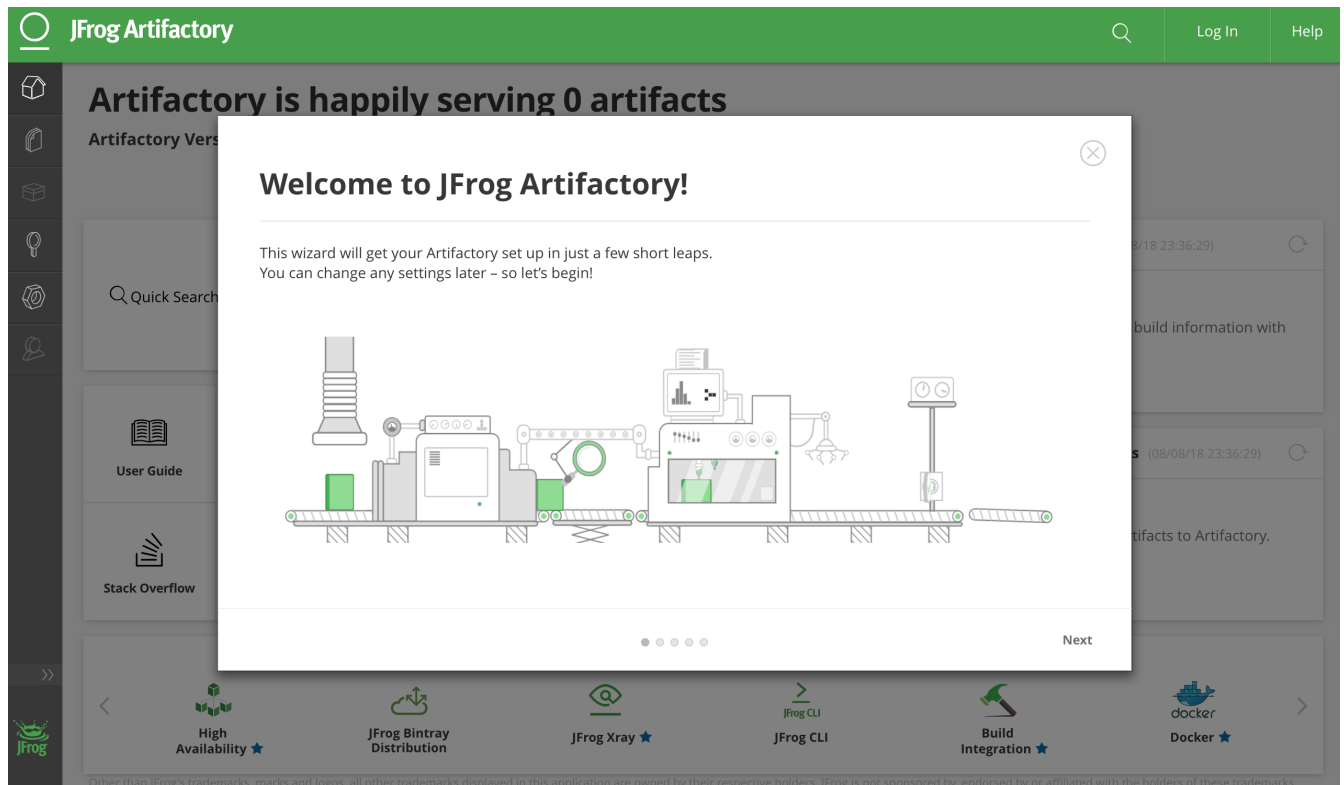 JFrog Artifactory
Log In
Help
Artifactory is happily serving 0 artifacts
Artifactory Vers
Welcome to JFrog Artifactory!
This wizard will get your Artifactory set up in just a few short leaps.
You can change any settings later – so let's begin!
Quick Search
8/18 23:36:29)
build information with
User Guide
s (08/08/18 23:36:29)
tifacts to Artifactory.
Stack Overflow
Next
JFrog
High
Availability
JFrog Bintray
Distribution
JFrog Xray
JFrog CLI
JFrog CLI
Build
Integration
docker
Docker
Other than JFrog's trademarks, marks and logos, all other trademarks displayed in this application are owned by their respective holders. JFrog is not sponsored by, endorsed by or affiliated with the holders of these trademarks